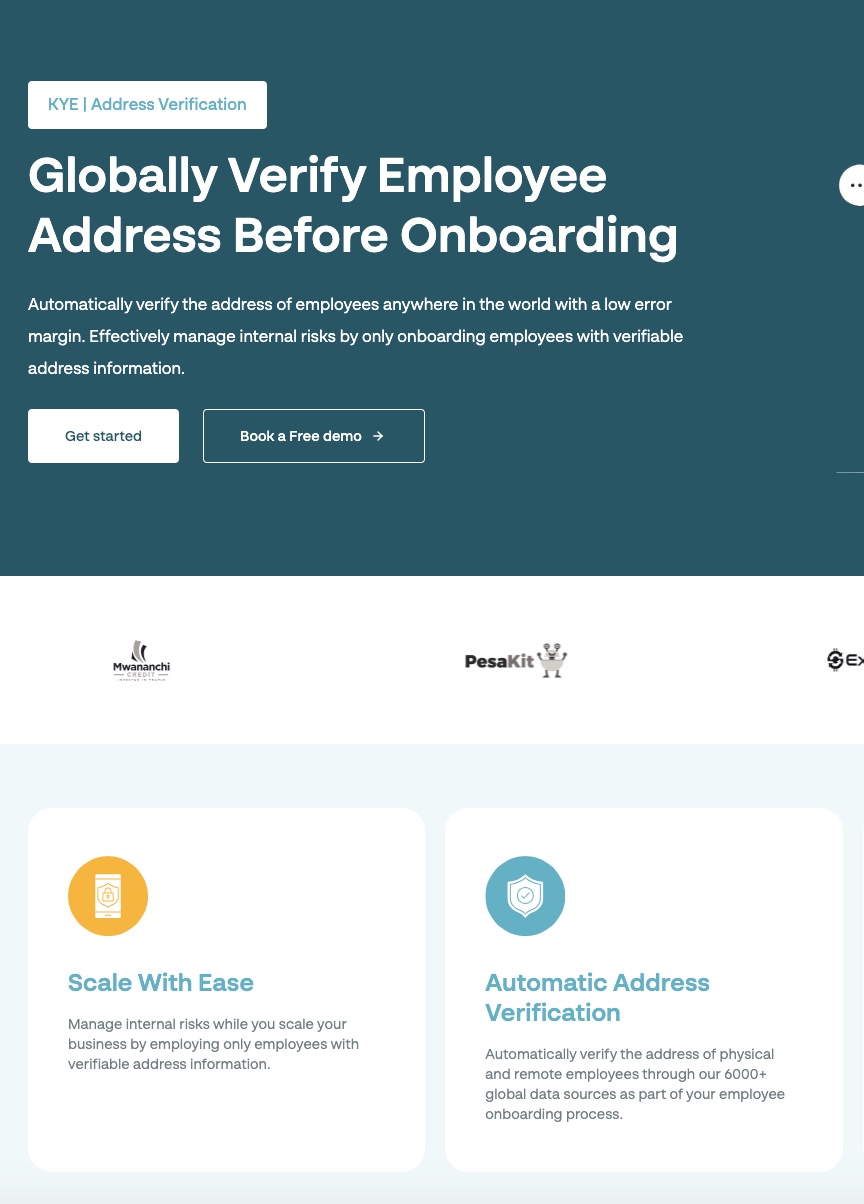 KYE | Address Verification
Globally Verify Employee
Address Before Onboarding
Automatically verify the address of employees anywhere in the world with a low error
margin. Effectively manage internal risks by only onboarding employees with verifiable
address information.
Get started
Book a Free demo →
Mwananchi
CREDIT
INVESTED IN PEOPLE
PesaKit
Ex
Scale With Ease
Manage internal risks while you scale your
business by employing only employees with
verifiable address information.
Automatic Address
Verification
Automatically verify the address of physical
and remote employees through our 6000+
global data sources as part of your employee
onboarding process.